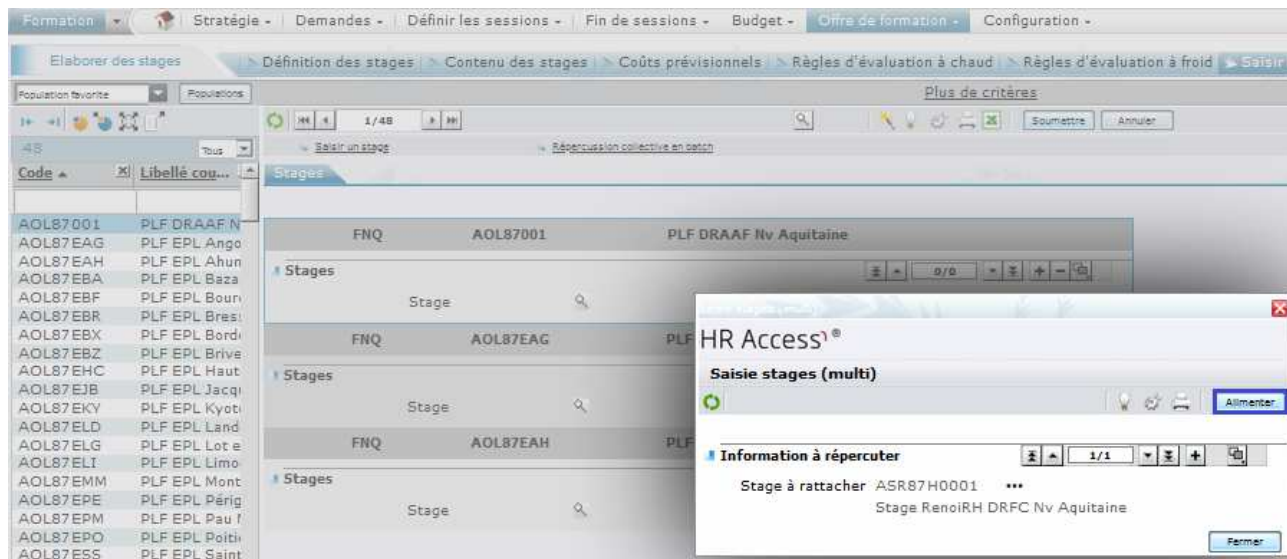 Formation Stratégie Demandes Définir les sessions Fin de sessions Budget Offre de formation Configuration
Elaborer des stages Définition des stages Contenu des stages Coûts prévisionnels Règles d'évaluation à chaud Règles d'évaluation à froid Saisir
Population favorite Populations Plus de critères
1/48 Soumettre Annuler
48 Tous Saisir un stage Répercussion collective en batch
Code Libellé cou... Stages
AOL87001 PLF DRAAF N
AOL87EAG PLF EPL Ango
AOL87EAH PLF EPL Ahun
AOL87EBA PLF EPL Baza
AOL87EBF PLF EPL Bour
AOL87EBR PLF EPL Bres
AOL87EBX PLF EPL Bord
AOL87EBZ PLF EPL Brive
AOL87EHC PLF EPL Haut
AOL87EJB PLF EPL Jacq
AOL87EKY PLF EPL Kyot
AOL87ELD PLF EPL Land
AOL87ELG PLF EPL Lot e
AOL87ELI PLF EPL Limo
AOL87EMM PLF EPL Mont
AOL87EPE PLF EPL Périg
AOL87EPM PLF EPL Pau
AOL87EPO PLF EPL Poiti
AOL87ESS PLF EPL Saint
FNQ AOL87001 PLF DRAAF Nv Aquitaine
Stages 0/0
Stage
FNQ AOL87EAG PLF
Stages
Stage
FNQ AOL87EAH PLF
Stages
Stage
HR Access ®
Saisie stages (multi)
Alimenter
Information à répercuter 1/1
Stage à rattacher ASR87H0001 •••
Stage RenoiRH DRFC Nv Aquitaine
Fermer